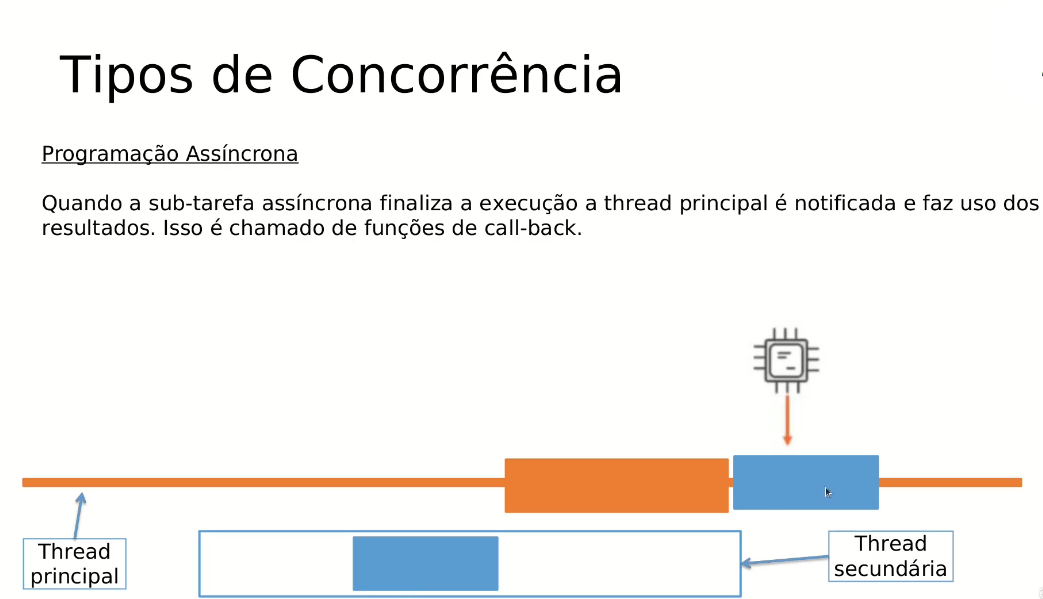 Tipos de Concorrência
Programação Assíncrona
Quando a sub-tarefa assíncrona finaliza a execução a thread principal é notificada e faz uso dos
resultados. Isso é chamado de funções de call-back.
Thread
principal
Thread
secundária